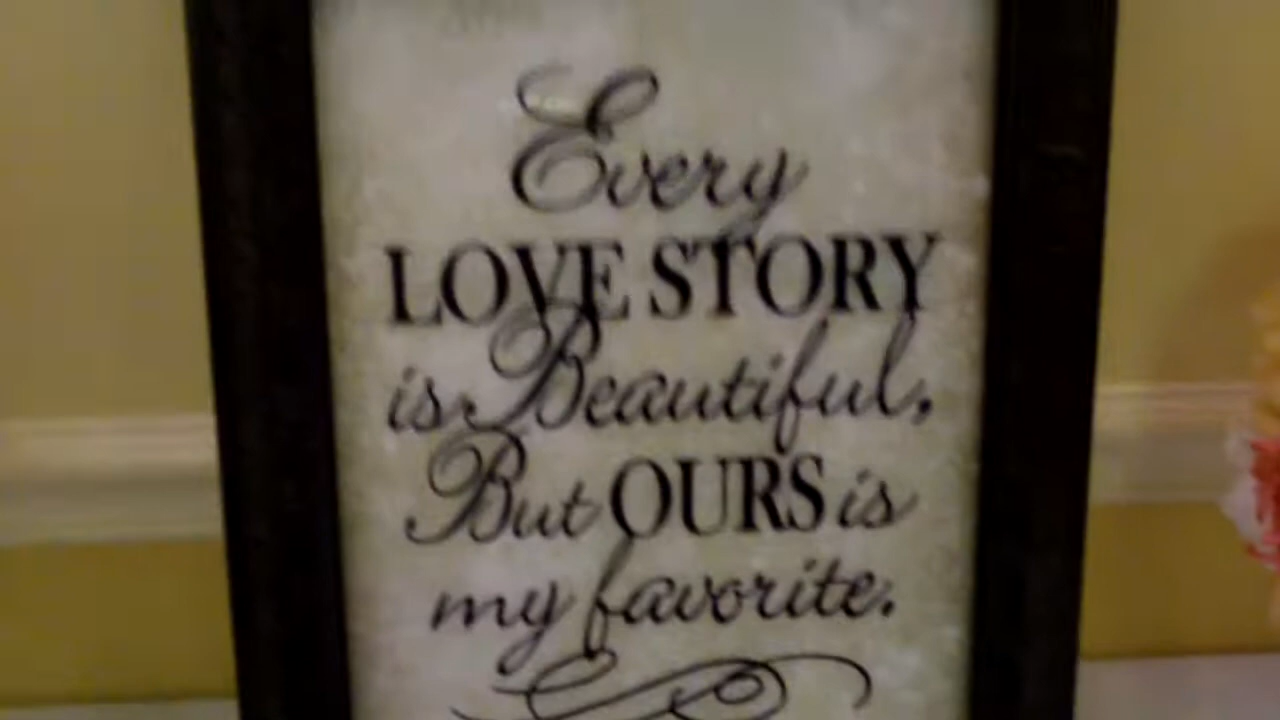 Every
LOVE STORY
is Beautiful,
But OURS is
my favorite.